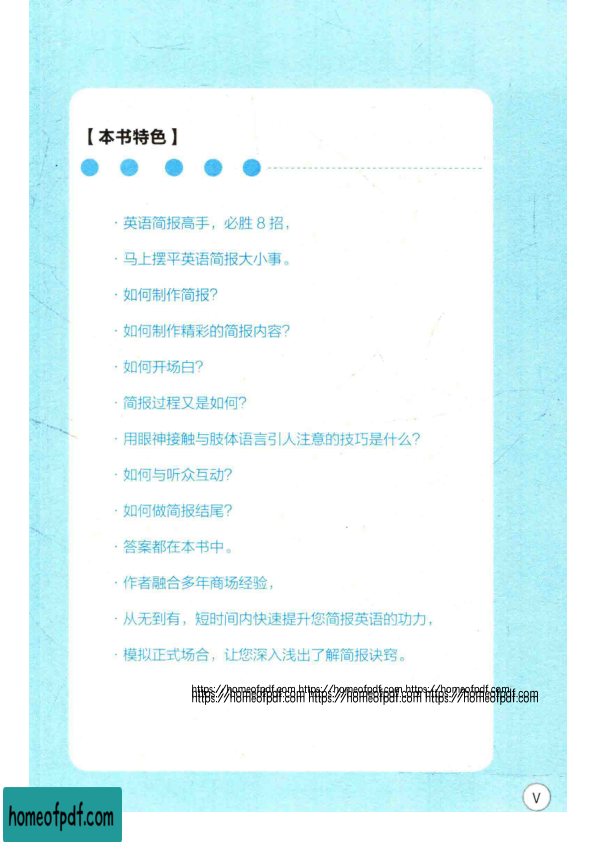 【本书特色】
·英语简报高手，必胜8招，
·马上摆平英语简报大小事。
·如何制作简报？
·如何制作精彩的简报内容？
·如何开场白？
·简报过程又是如何？
·用眼神接触与肢体语言引人注意的技巧是什么？
·如何与听众互动？
·如何做简报结尾？
·答案都在本书中。
·作者融合多年商场经验，
·从无到有，短时间内快速提升您简报英语的功力，
·模拟正式场合，让您深入浅出了解简报诀窍。
https://homeofpdf.com https://homeofpdf.com https://homeofpdf.com
https://homeofpdf.com https://homeofpdf.com https://homeofpdf.com
V
homeofpdf.com